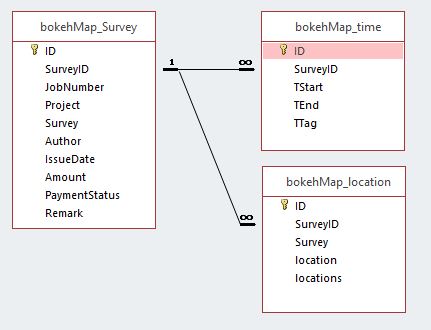 bokehMap_Survey
ID
SurveyID
JobNumber
Project
Survey
Author
IssueDate
Amount
PaymentStatus
Remark
1
∞
∞
bokehMap_time
ID
SurveyID
TStart
TEnd
TTag
bokehMap_location
ID
SurveyID
Survey
location
locations